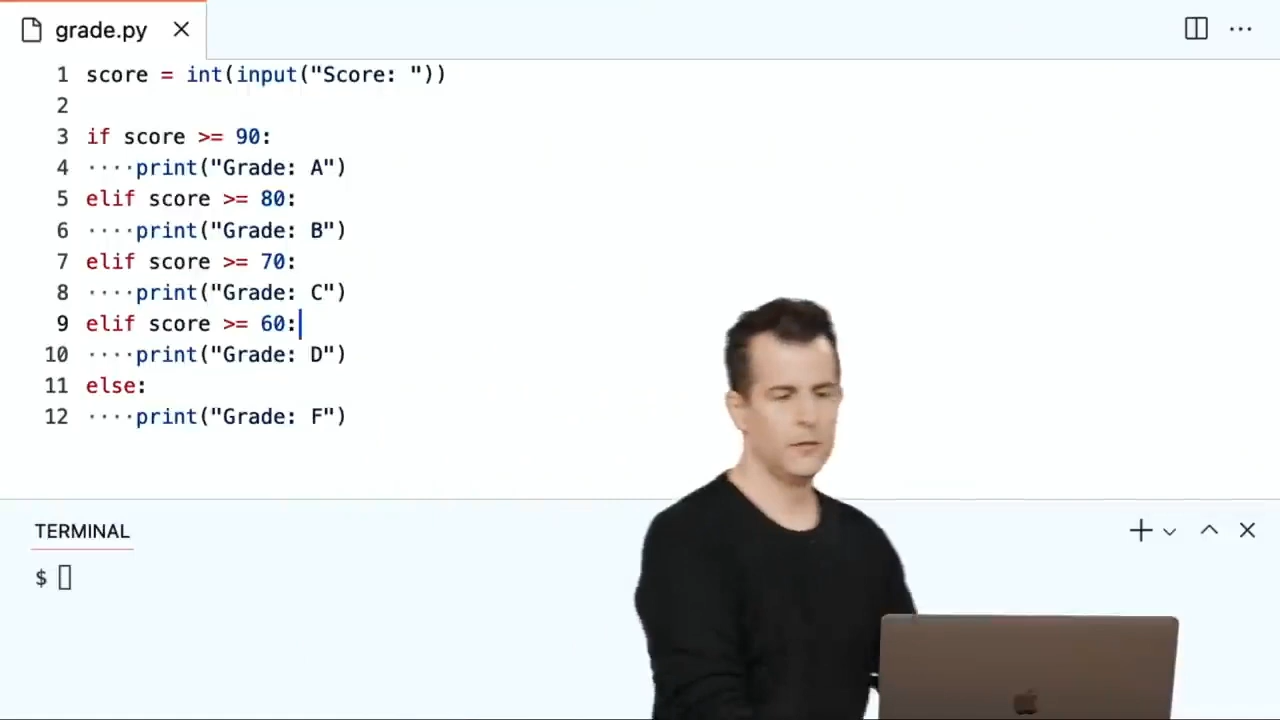 grade.py
1 score = int(input("Score: "))
2
3 if score >= 90:
4 ····print("Grade: A")
5 elif score >= 80:
6 ····print("Grade: B")
7 elif score >= 70:
8 ····print("Grade: C")
9 elif score >= 60:
10 ····print("Grade: D")
11 else:
12 ····print("Grade: F")
TERMINAL
$